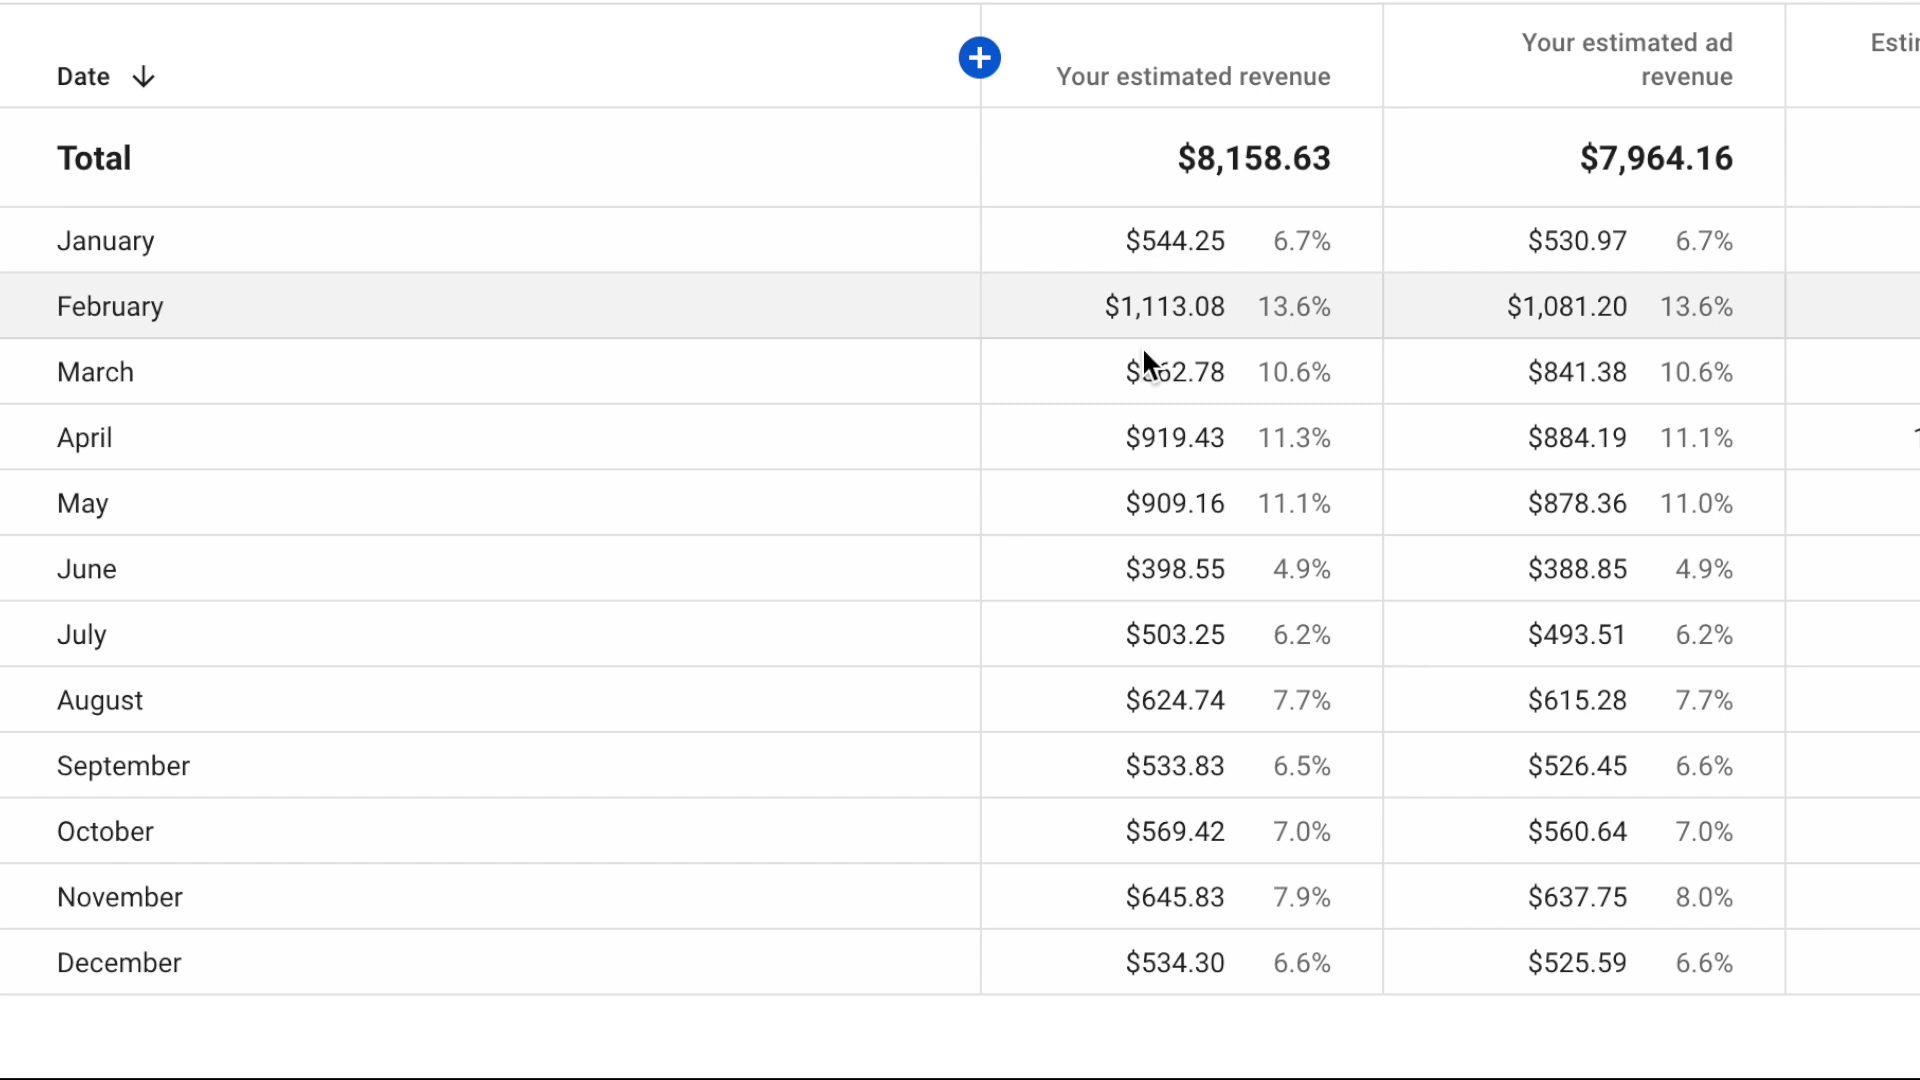 Date
Your estimated revenue
Your estimated ad
revenue
Total $8,158.63 $7,964.16
January $544.25 6.7% $530.97 6.7%
February $1,113.08 13.6% $1,081.20 13.6%
March 10.6% $841.38 10.6%
April $919.43 11.3% $884.19 11.1%
May $909.16 11.1% $878.36 11.0%
June $398.55 4.9% $388.85 4.9%
July $503.25 6.2% $493.51 6.2%
August $624.74 7.7% $615.28 7.7%
September $533.83 6.5% $526.45 6.6%
October $569.42 7.0% $560.64 7.0%
November $645.83 7.9% $637.75 8.0%
December $534.30 6.6% $525.59 6.6%